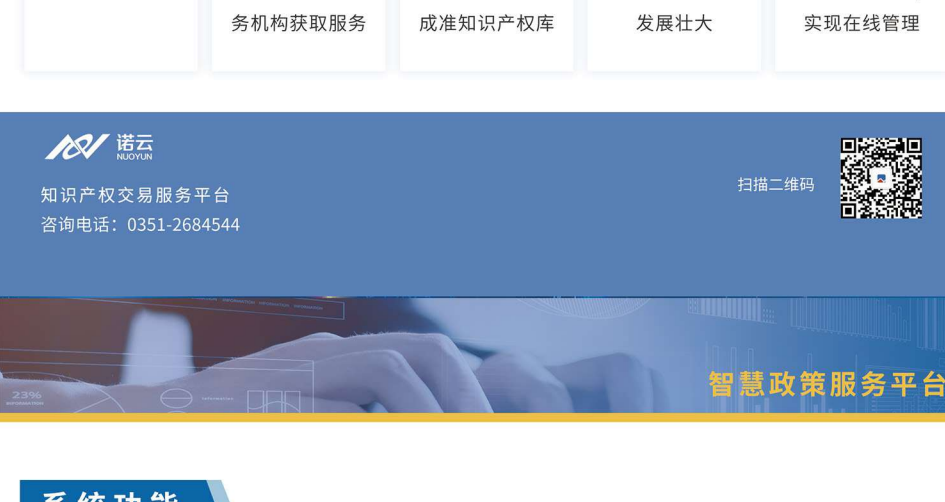 务机构获取服务
成准知识产权库
发展壮大
实现在线管理
诺云
NUOYUN
知识产权交易服务平台
咨询电话：0351-2684544
扫描二维码
23%
智慧政策服务平台
系统功能